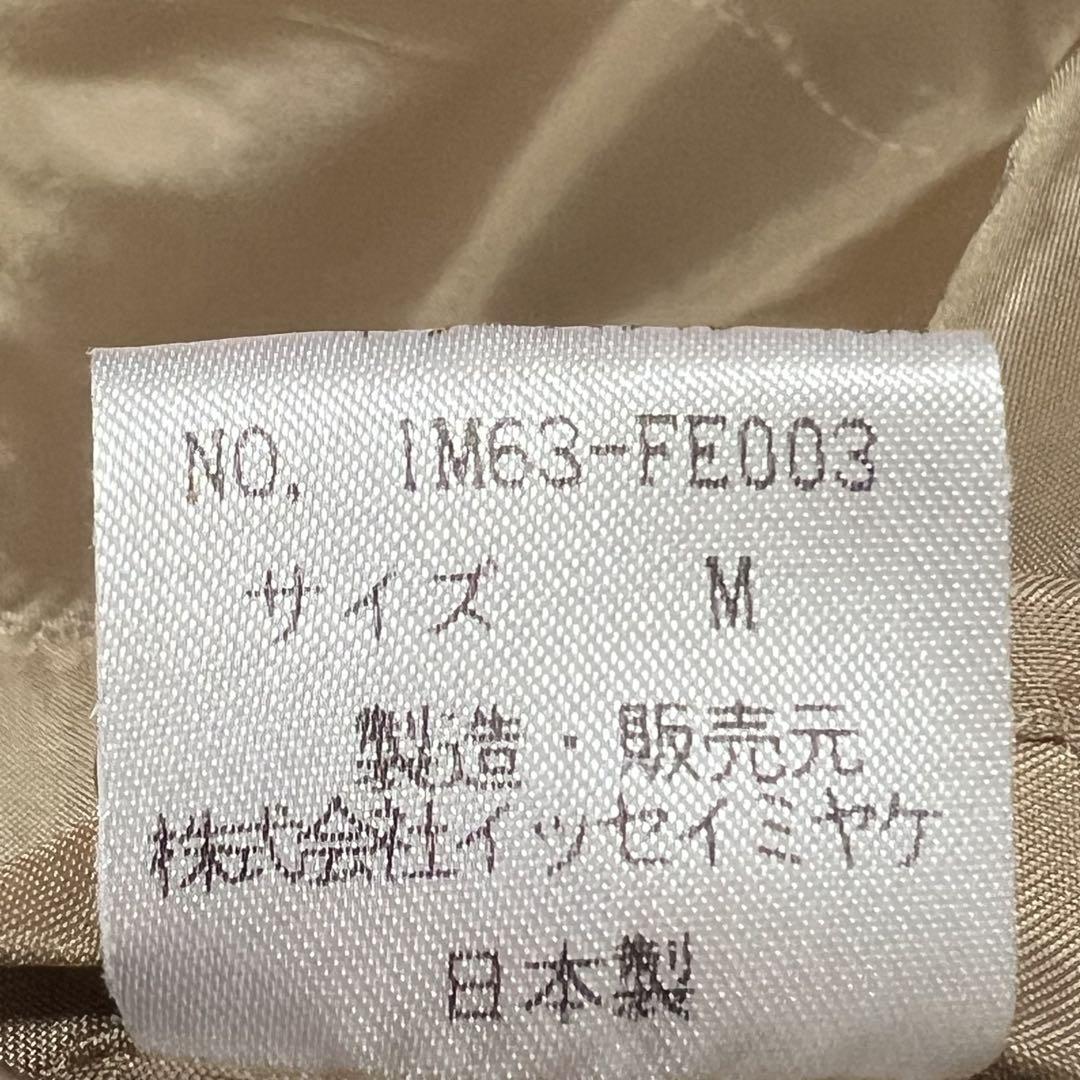 NO. IM63-FE003
サイズ M
製造・販売元
株式会社イッセイミヤケ
日本製